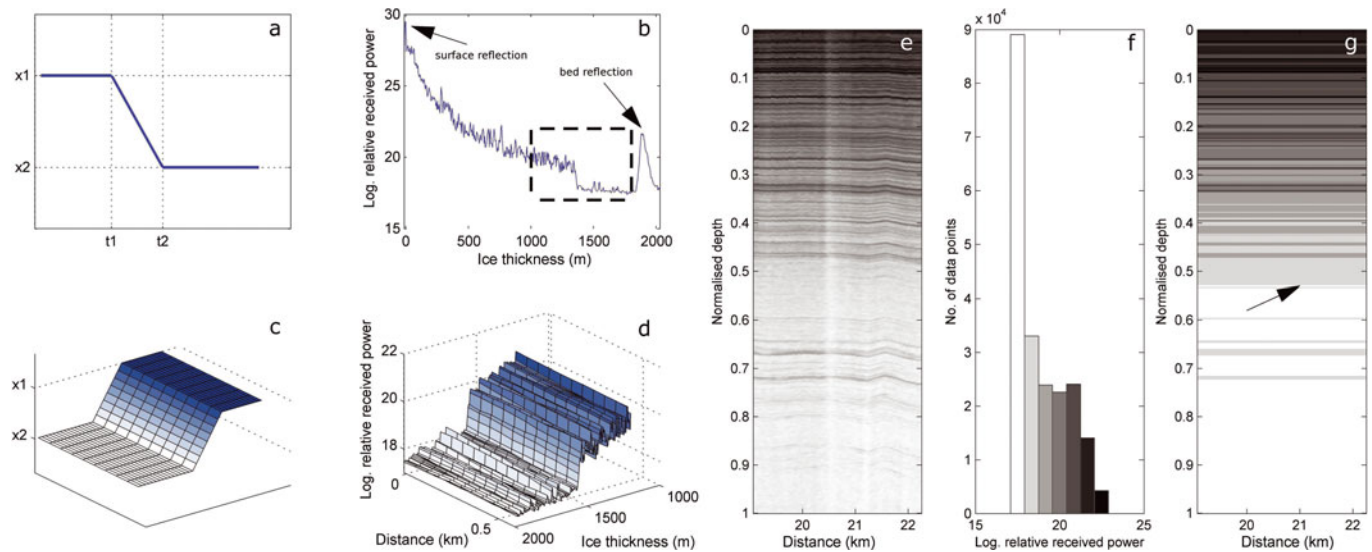 a
x1
x2
t1 t2
b
30
25
20
15
Log. relative received power
surface reflection
bed reflection
0 500 1000 1500 2000
Ice thickness (m)
c
x1
x2
d
22
20
18
Log. relative received power
0
0.5
Distance (km)
2000
1500
1000
Ice thickness (m)
e
0
0.1
0.2
0.3
0.4
0.5
0.6
0.7
0.8
0.9
1
Normalised depth
20 21 22
Distance (km)
f
9 x 10⁴
8
7
6
5
4
3
2
1
0
No. of data points
15 20 25
Log. relative received power
g
0
0.1
0.2
0.3
0.4
0.5
0.6
0.7
0.8
0.9
1
Normalised depth
20 21 22
Distance (km)